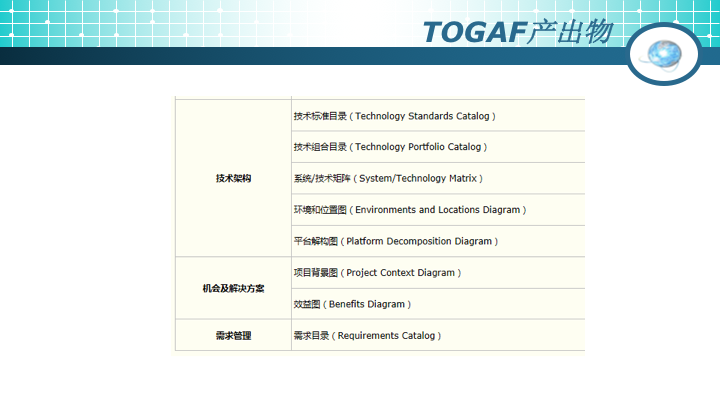 TOGAF产出物
技术标准目录（Technology Standards Catalog）
技术组合目录（Technology Portfolio Catalog）
技术架构
系统/技术矩阵（System/Technology Matrix）
环境和位置图（Environments and Locations Diagram）
平台解构图（Platform Decomposition Diagram）
机会及解决方案
项目背景图（Project Context Diagram）
效益图（Benefits Diagram）
需求管理
需求目录（Requirements Catalog）